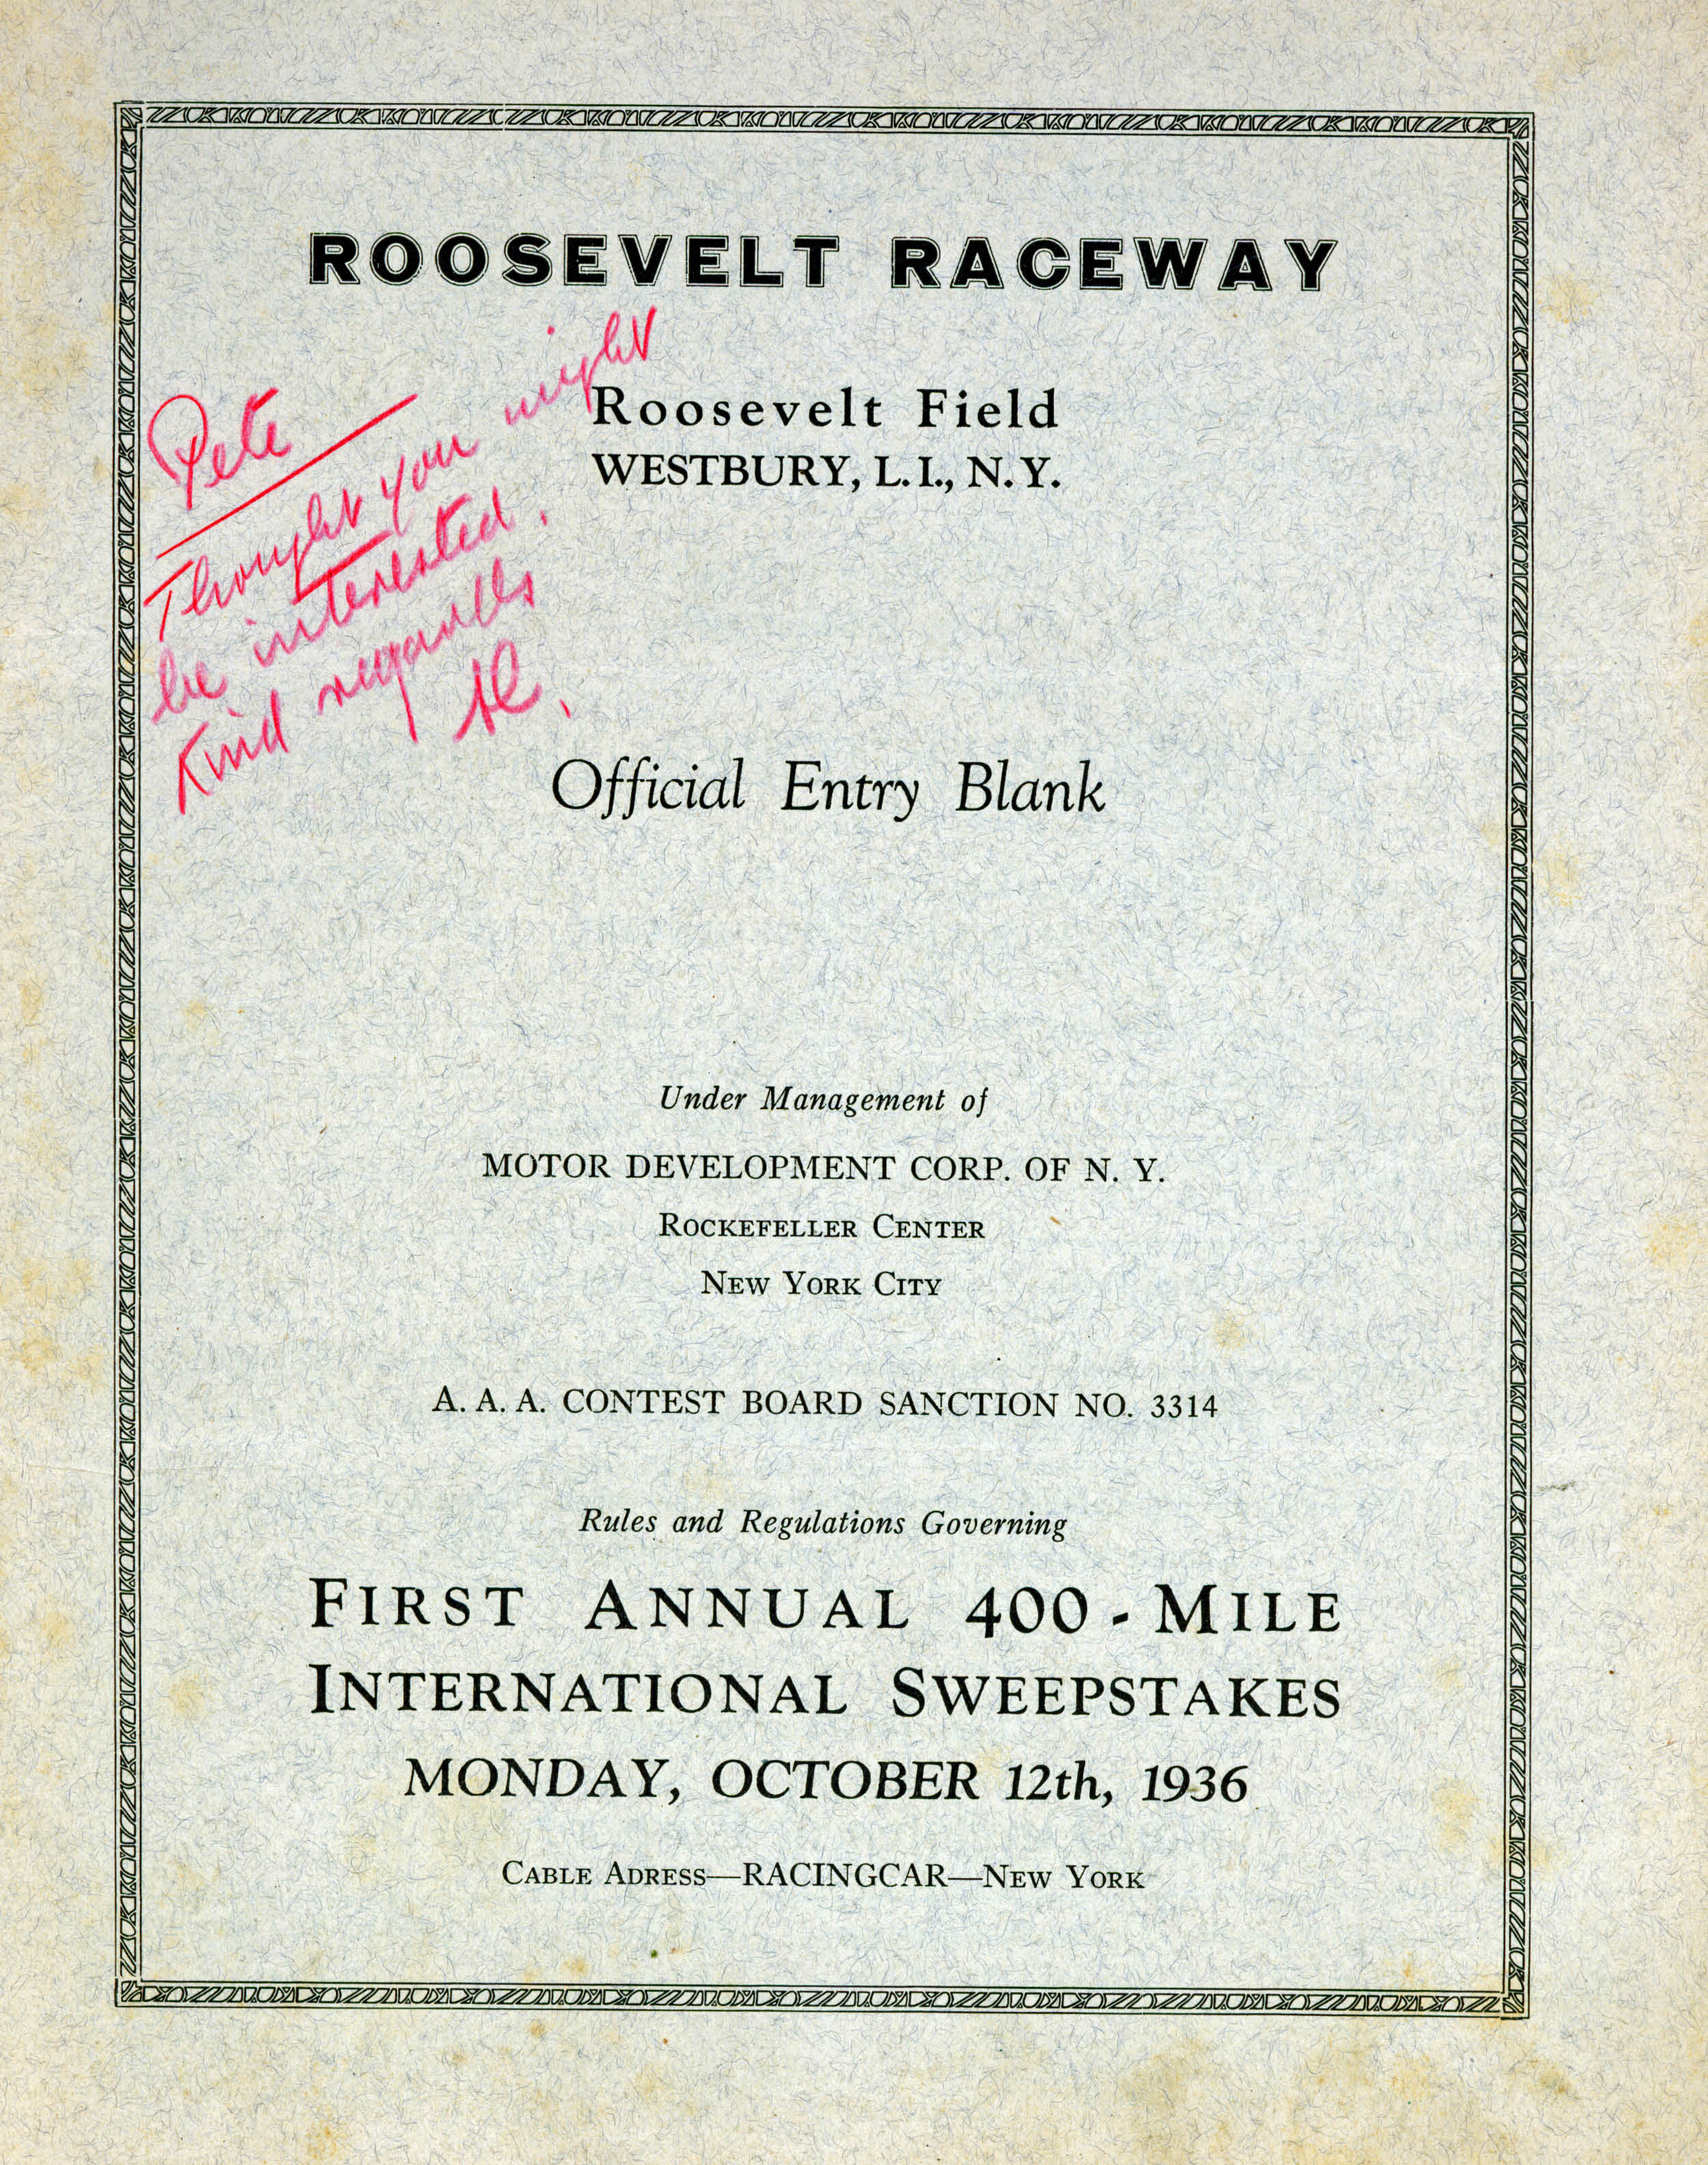 ROOSEVELT RACEWAY
Roosevelt Field
WESTBURY, L. I., N. Y.
Pete
Thought you might
be interested.
Kind regards
Al.
Official Entry Blank
Under Management of
MOTOR DEVELOPMENT CORP. OF N. Y.
ROCKEFELLER CENTER
NEW YORK CITY
A. A. A. CONTEST BOARD SANCTION NO. 3314
Rules and Regulations Governing
FIRST ANNUAL 400-MILE
INTERNATIONAL SWEEPSTAKES
MONDAY, OCTOBER 12th, 1936
CABLE ADRESS—RACINGCAR—NEW YORK